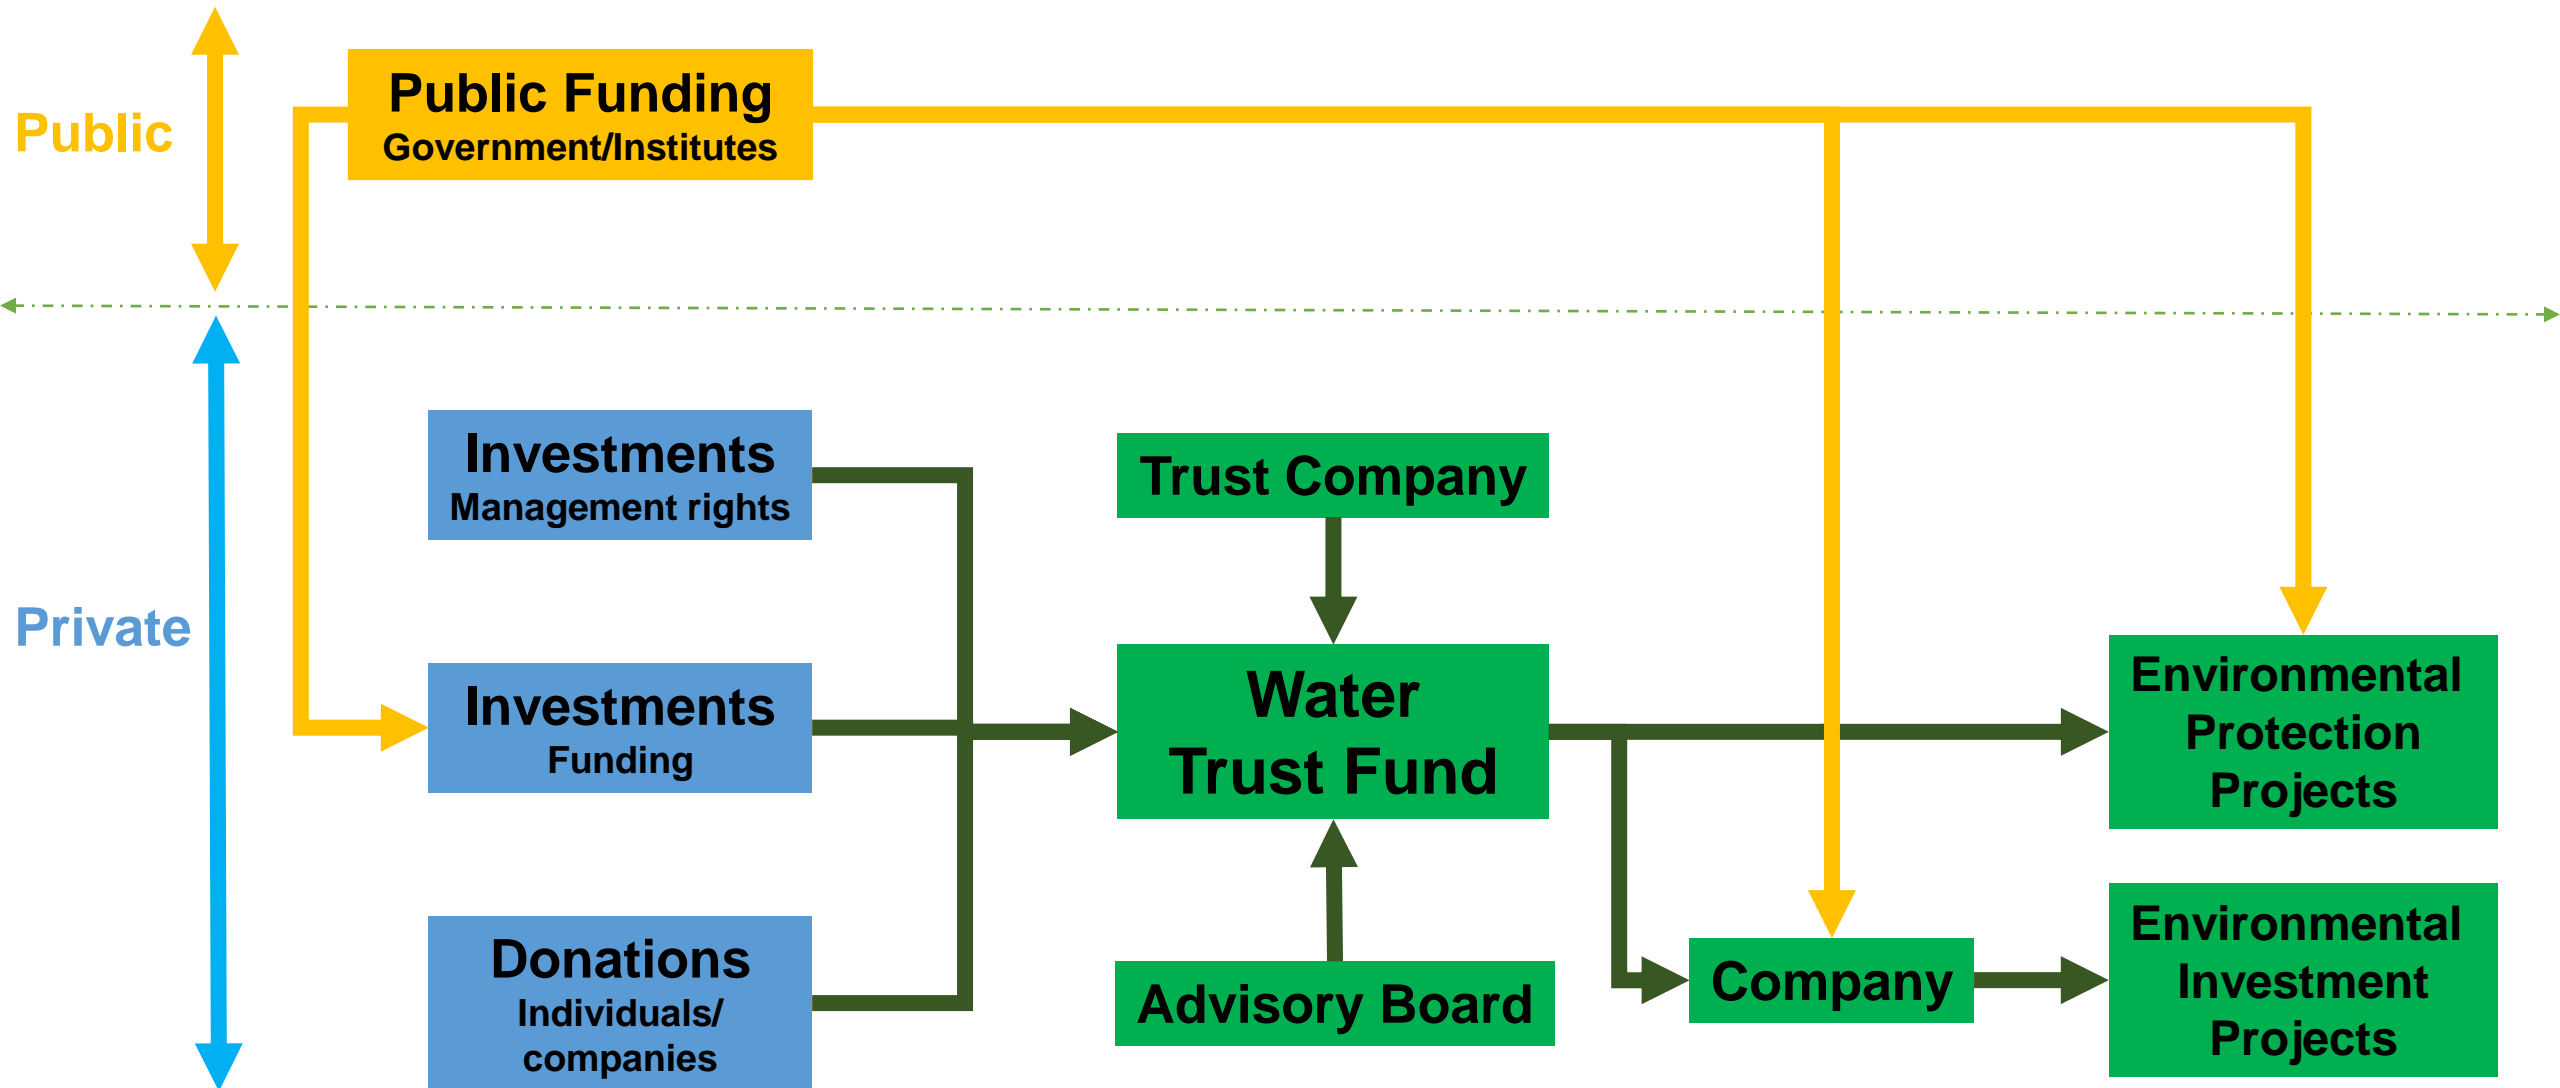 Public
Public Funding
Government/Institutes
Private
Investments
Management rights
Investments
Funding
Donations
Individuals/
companies
Trust Company
Water
Trust Fund
Advisory Board
Company
Environmental
Protection
Projects
Environmental
Investment
Projects